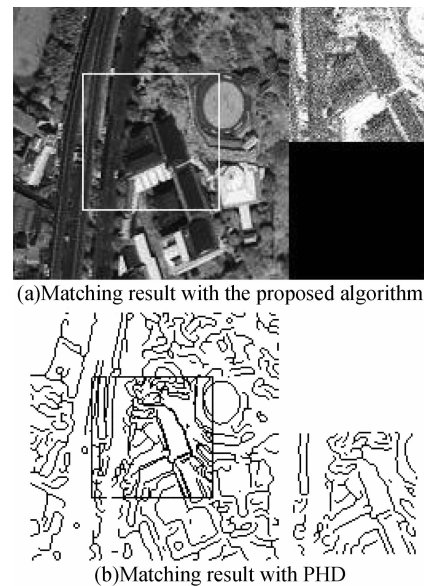 (a)Matching result with the proposed algorithm
(b)Matching result with PHD